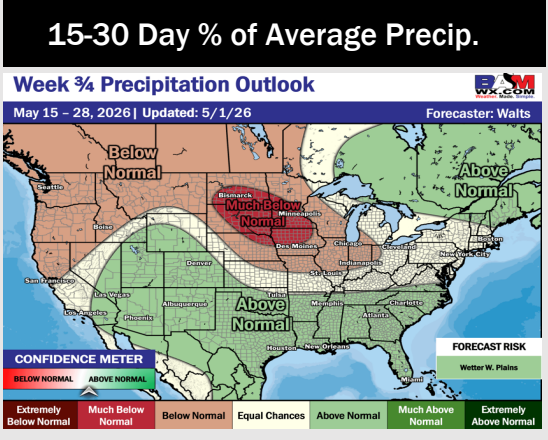 15-30 Day % of Average Precip.
Week ¾ Precipitation Outlook
BAM
WX.COM
Weather. Made. Simple.
May 15 – 28, 2026 | Updated: 5/1/26
Forecaster: Walts
Below
Normal
Above
Normal
Seattle
Bismarck
Much Below
Normal
Minneapolis
Boise
Boston
Des Moines
Chicago
Cleveland
New York City
Denver
Indianapolis
San Francisco
St. Louis
Las Vegas
Tulsa
Los Angeles
Albuquerque
Above
Normal
Memphis
Charlotte
Phoenix
Atlanta
Houston
New Orleans
FORECAST RISK
Wetter W. Plains
CONFIDENCE METER
BELOW NORMAL
ABOVE NORMAL
Miami
Extremely
Below Normal
Much Below
Normal
Below Normal
Equal Chances
Above Normal
Much Above
Normal
Extremely
Above Normal